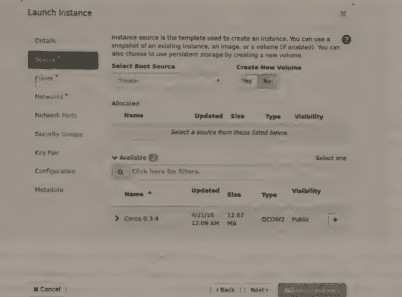 Launch Instance
Details
Source *
Flavor *
Networks *
Network Ports
Security Groups
Key Pair
Configuration
Metadata
Instance source is the template used to create an instance. You can use a
snapshot of an existing instance, an image, or a volume (if enabled). You can
also choose to use persistent storage by creating a new volume.
Select Boot Source
Create New Volume
Image
Yes
No
Allocated
Name Updated Size Type Visibility
Select a source from those listed below.
Available
Select one
Click here for filters.
Name Updated Size Type Visibility
Cirros 0.3.4 4/21/16 12:09 AM 12.67 MB QCOW2 Public +
Cancel
< Back
Next >